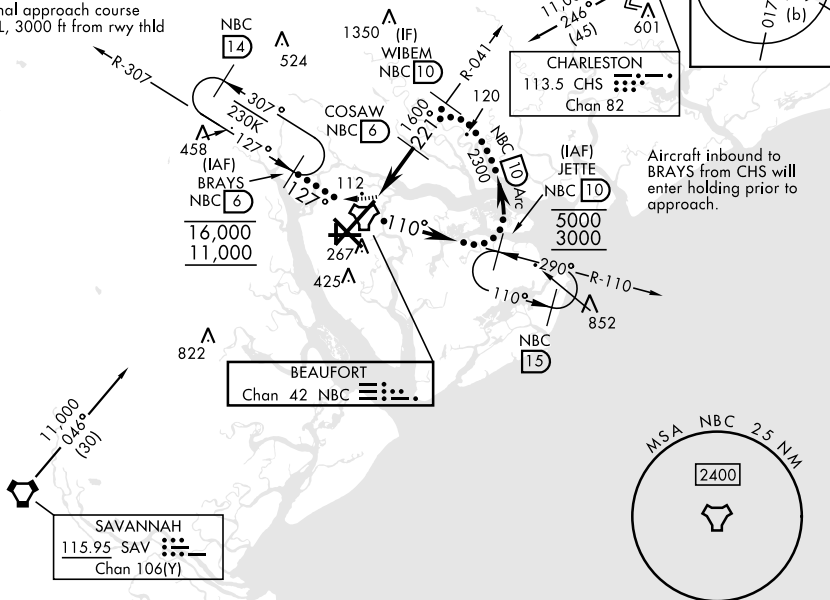 nal approach course
L, 3000 ft from rwy thld
R-307
NBC
14
524
1350
(IF)
WIBEM
NBC 10
R-041
11,0
246°
(45)
601
017
(b)
CHARLESTON
113.5 CHS
Chan 82
307°
230K
127°
458
(IAF)
BRAYS
NBC 6
16,000
11,000
127°
112
COSAW
NBC 6
1600
221°
120
2300
NBC 10 Arc
(IAF)
JETTE
NBC 10
5000
3000
Aircraft inbound to
BRAYS from CHS will
enter holding prior to
approach.
110°
267
425
290°
R-110
110°
852
NBC
15
822
BEAUFORT
Chan 42 NBC
11,000
046°
(30)
SAVANNAH
115.95 SAV
Chan 106(Y)
MSA NBC 25 NM
2400